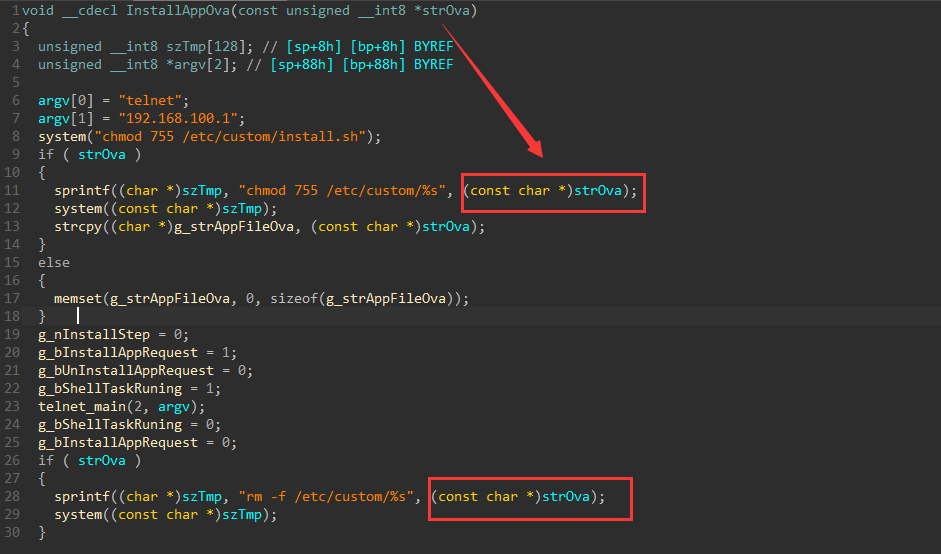 1 void __cdecl InstallAppOva(const unsigned __int8 *strOva)
2 {
3   unsigned __int8 szTmp[128]; // [sp+8h] [bp+8h] BYREF
4   unsigned __int8 *argv[2]; // [sp+88h] [bp+88h] BYREF
5
6   argv[0] = "telnet";
7   argv[1] = "192.168.100.1";
8   system("chmod 755 /etc/custom/install.sh");
9   if ( strOva )
10   {
11     sprintf((char *)szTmp, "chmod 755 /etc/custom/%s", (const char *)strOva);
12     system((const char *)szTmp);
13     strcpy((char *)g_strAppFileOva, (const char *)strOva);
14   }
15   else
16   {
17     memset(g_strAppFileOva, 0, sizeof(g_strAppFileOva));
18   }
19   g_nInstallStep = 0;
20   g_bInstallAppRequest = 1;
21   g_bUnInstallAppRequest = 0;
22   g_bShellTaskRuning = 1;
23   telnet_main(2, argv);
24   g_bShellTaskRuning = 0;
25   g_bInstallAppRequest = 0;
26   if ( strOva )
27   {
28     sprintf((char *)szTmp, "rm -f /etc/custom/%s", (const char *)strOva);
29     system((const char *)szTmp);
30   }